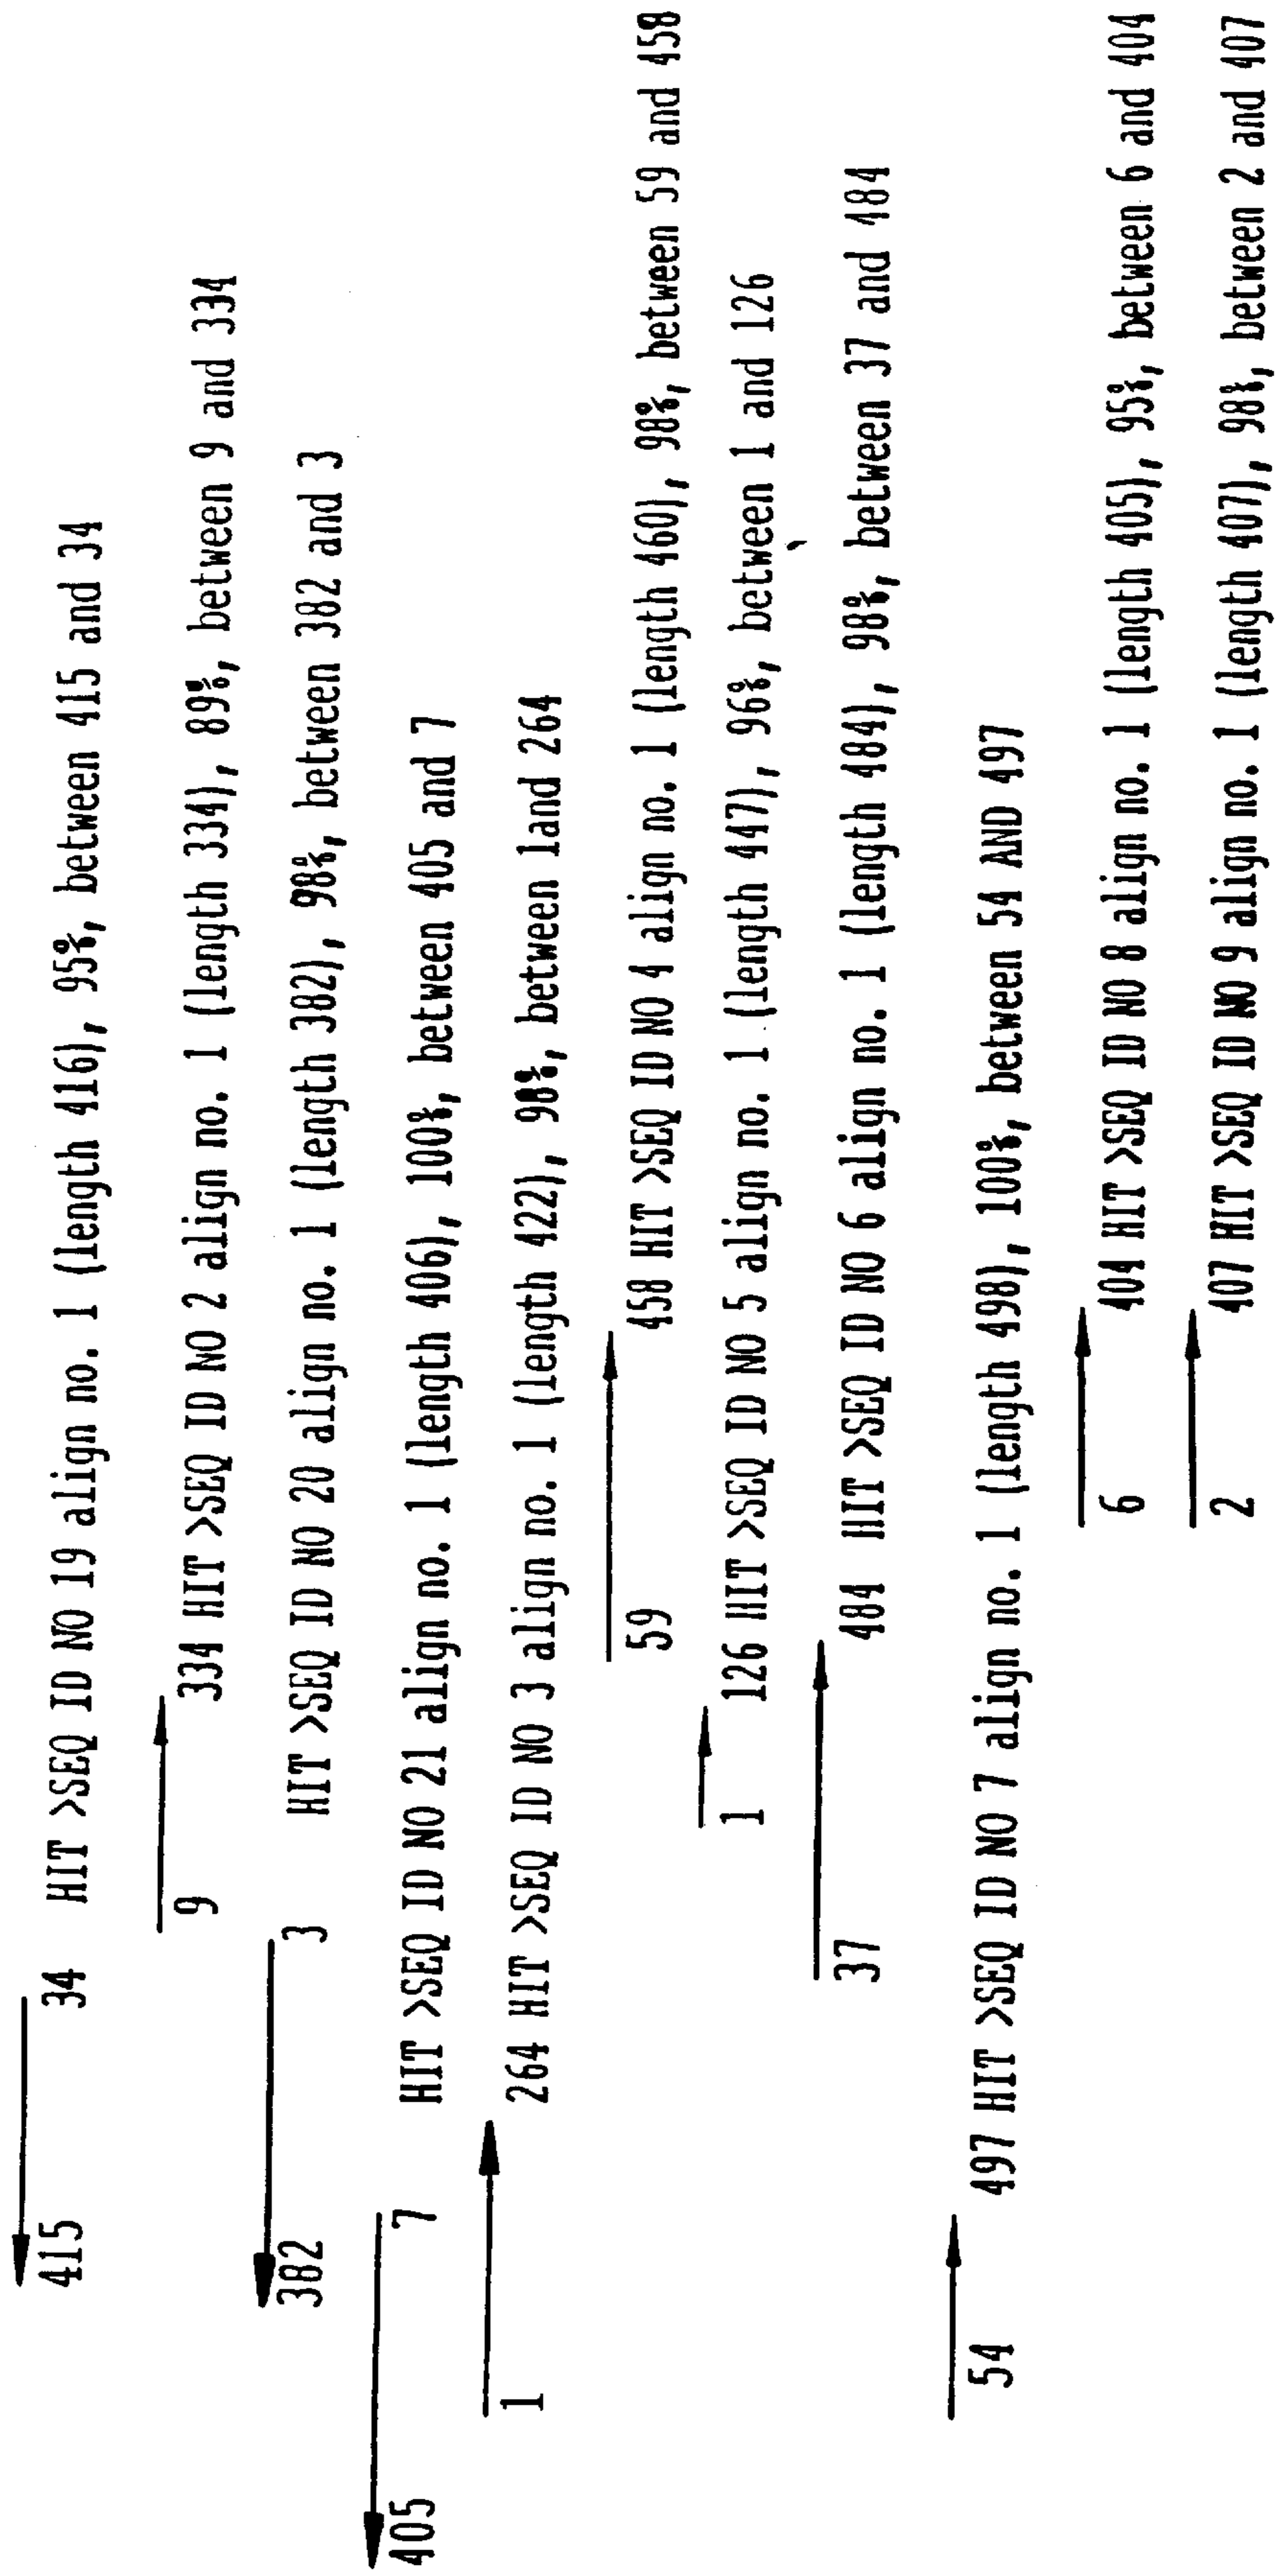 415 34 HIT >SEQ ID NO 19 align no. 1 (length 416), 95%, between 415 and 34
9 334 HIT >SEQ ID NO 2 align no. 1 (length 334), 89%, between 9 and 334
382 3 HIT >SEQ ID NO 20 align no. 1 (length 382), 98%, between 382 and 3
405 7 HIT >SEQ ID NO 21 align no. 1 (length 406), 100%, between 405 and 7
1 264 HIT >SEQ ID NO 3 align no. 1 (length 422), 98%, between 1and 264
59 458 HIT >SEQ ID NO 4 align no. 1 (length 460), 98%, between 59 and 458
1 126 HIT >SEQ ID NO 5 align no. 1 (length 447), 96%, between 1 and 126
37 484 HIT >SEQ ID NO 6 align no. 1 (length 484), 98%, between 37 and 484
54 497 HIT >SEQ ID NO 7 align no. 1 (length 498), 100%, between 54 AND 497
6 404 HIT >SEQ ID NO 8 align no. 1 (length 405), 95%, between 6 and 404
2 407 HIT >SEQ ID NO 9 align no. 1 (length 407), 98%, between 2 and 407